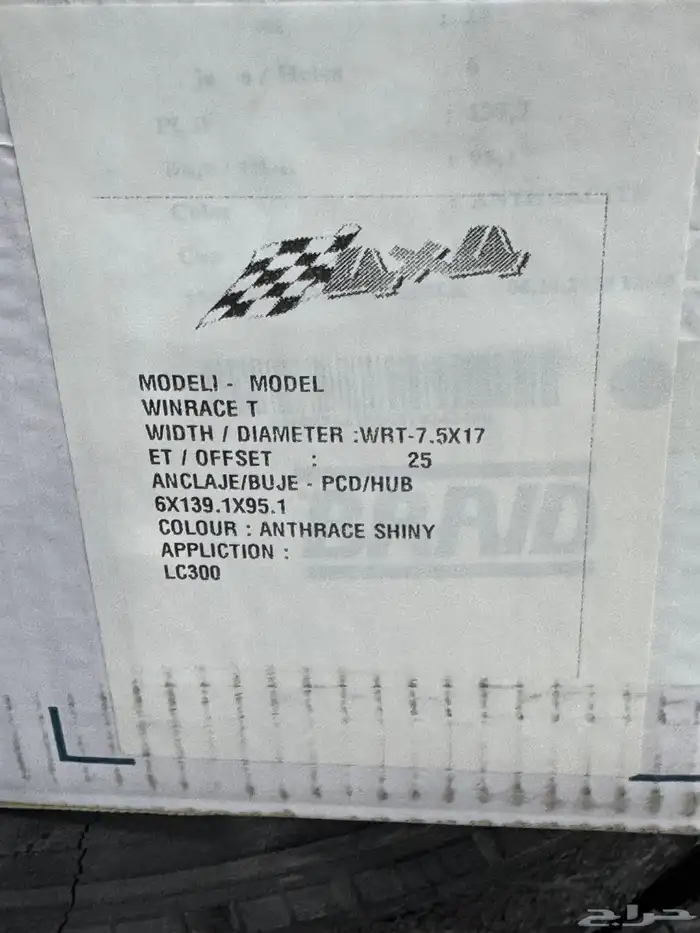 MODELI - MODEL
WINRACE T
WIDTH / DIAMETER :WRT-7.5X17
ET / OFFSET : 25
ANCLAJE/BUJE - PCD/HUB
6X139.1X95.1
COLOUR : ANTHRACE SHINY
APPLICTION :
LC300
BRAID
حراج